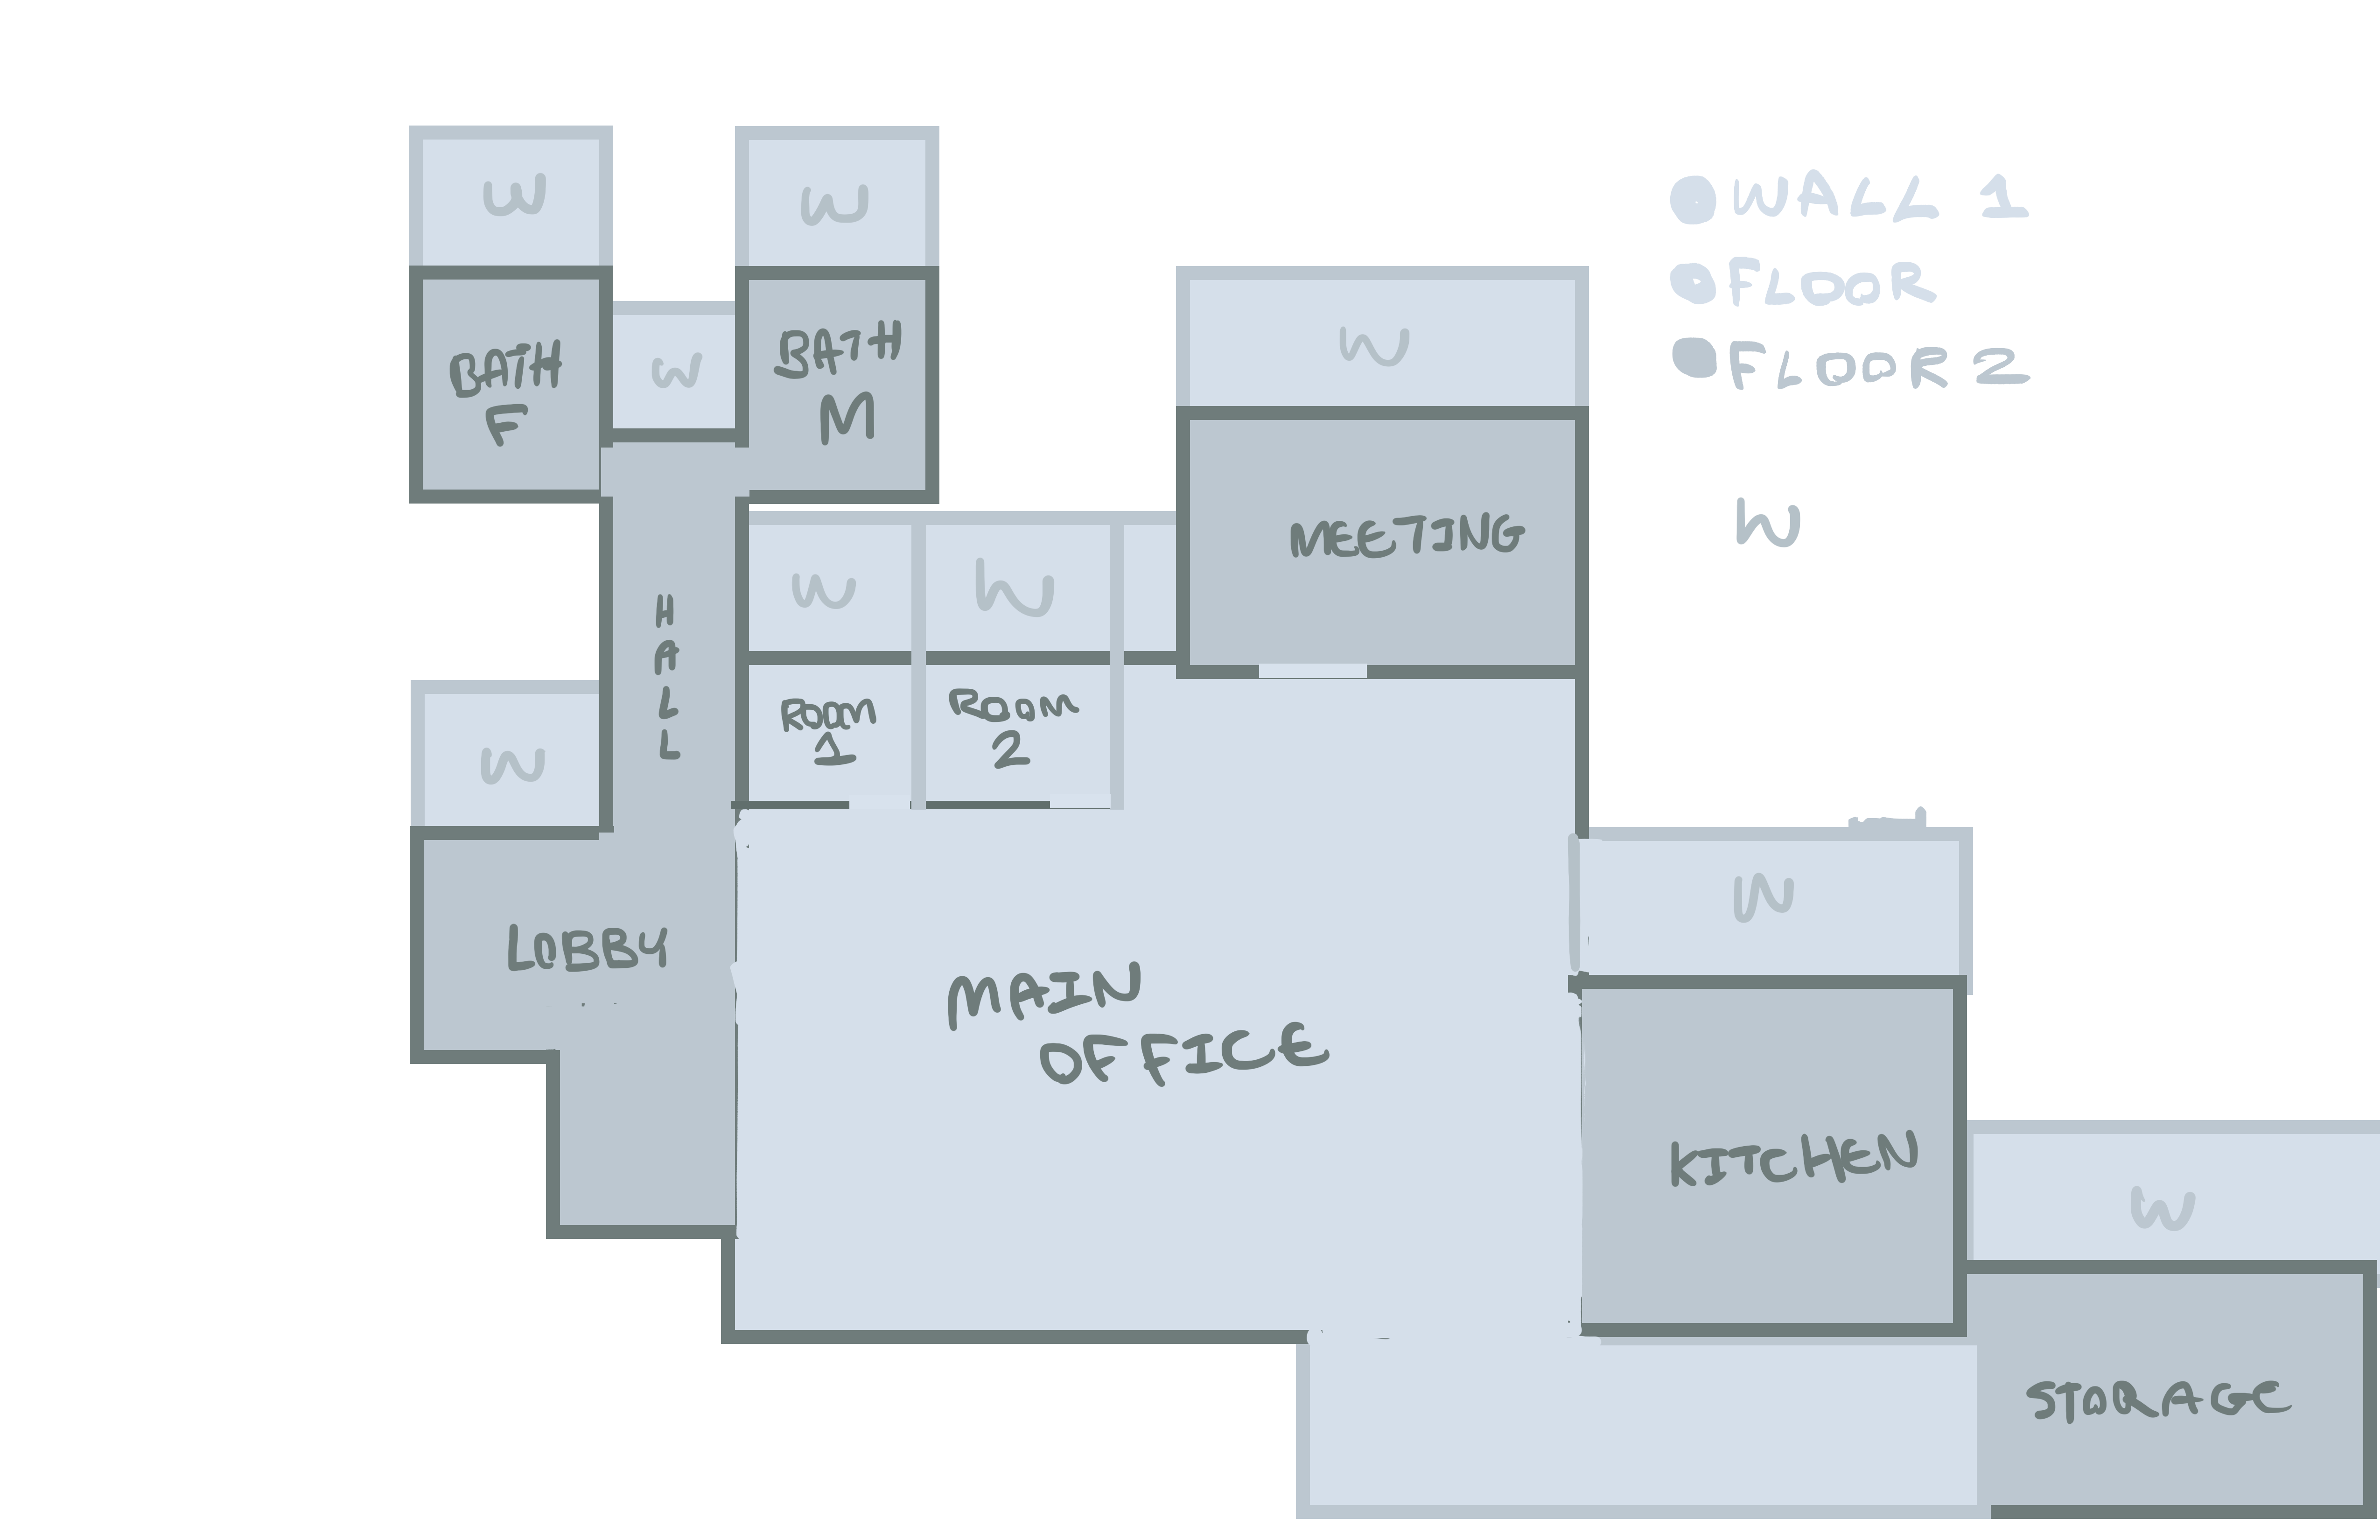 W
W
WALL 1
FLOOR
FLOOR 2
W
BATH
F
W
BATH
M
W
MEETING
W
W
HALL
ROOM
1
ROOM
2
W
LOBBY
W
MAIN
OFFICE
KITCHEN
W
STORAGE